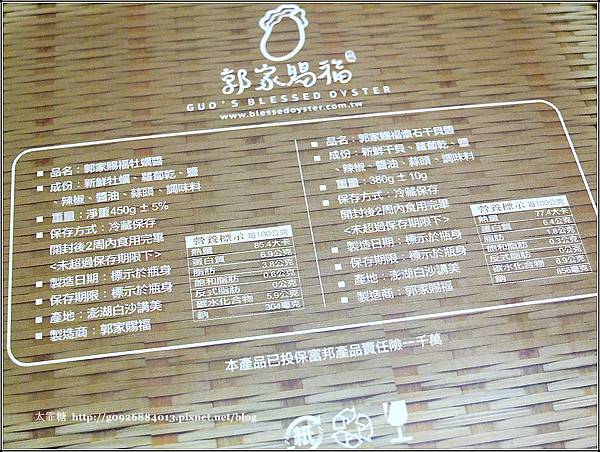 郭家賜福
GUO'S BLESSED OYSTER
www.blessedoyster.com.tw
■ 品名：郭家賜福牡蠣醬
■ 成份：新鮮牡蠣、蘿蔔乾、鹽
、辣椒、醬油、蒜頭、調味料
■ 重量：淨重450g ± 5%
■ 保存方式：冷藏保存
開封後2周內食用完畢
<未超過保存期限下>
■ 製造日期：標示於瓶身
■ 保存期限：標示於瓶身
■ 產地：澎湖白沙講美
■ 製造商：郭家賜福
營養標示 每100公克
熱量 85.4大卡
蛋白質 6.9公克
脂肪 3.8公克
飽和脂肪 0.6公克
反式脂肪 0公克
碳水化合物 5.9公克
鈉 304毫克
■ 品名：郭家賜福憶石干貝醬
■ 成份：新鮮干貝、蘿蔔乾、鹽
、辣椒、醬油、蒜頭、調味料
■ 重量：380g ± 10g
■ 保存方式：冷藏保存
開封後2周內食用完畢
<未超過保存期限下>
■ 製造日期：標示於瓶身
■ 保存期限：標示於瓶身
■ 產地：澎湖白沙講美
■ 製造商：郭家賜福
營養標示 每100公克
熱量 77.4大卡
蛋白質 6.4公克
脂肪 1.8公克
飽和脂肪 0.3公克
反式脂肪 0公克
碳水化合物 8.9公克
鈉 856毫克
本產品已投保富邦產品責任險一千萬
紙
太霏糖 http://g0926884013.pixnet.net/blog